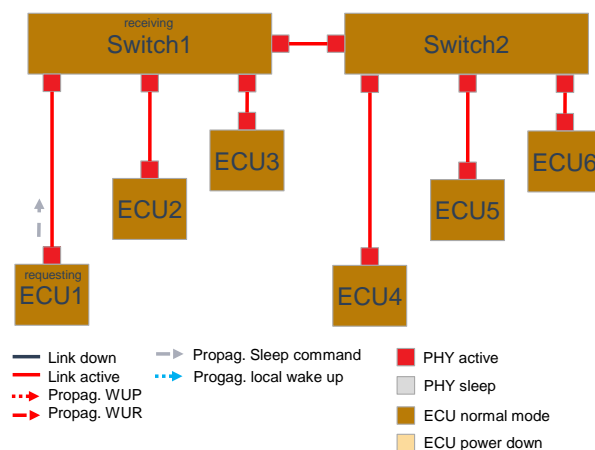 receiving
Switch1
Switch2
ECU3
ECU6
ECU2
ECU5
requesting
ECU1
ECU4
Link down
Link active
Propag. WUP
Propag. WUR
Propag. Sleep command
Progag. local wake up
PHY active
PHY sleep
ECU normal mode
ECU power down